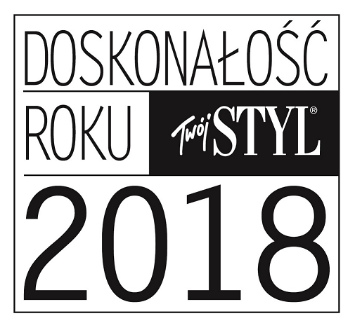 DOSKONAŁOŚĆ
ROKU Twój STYL®
2018